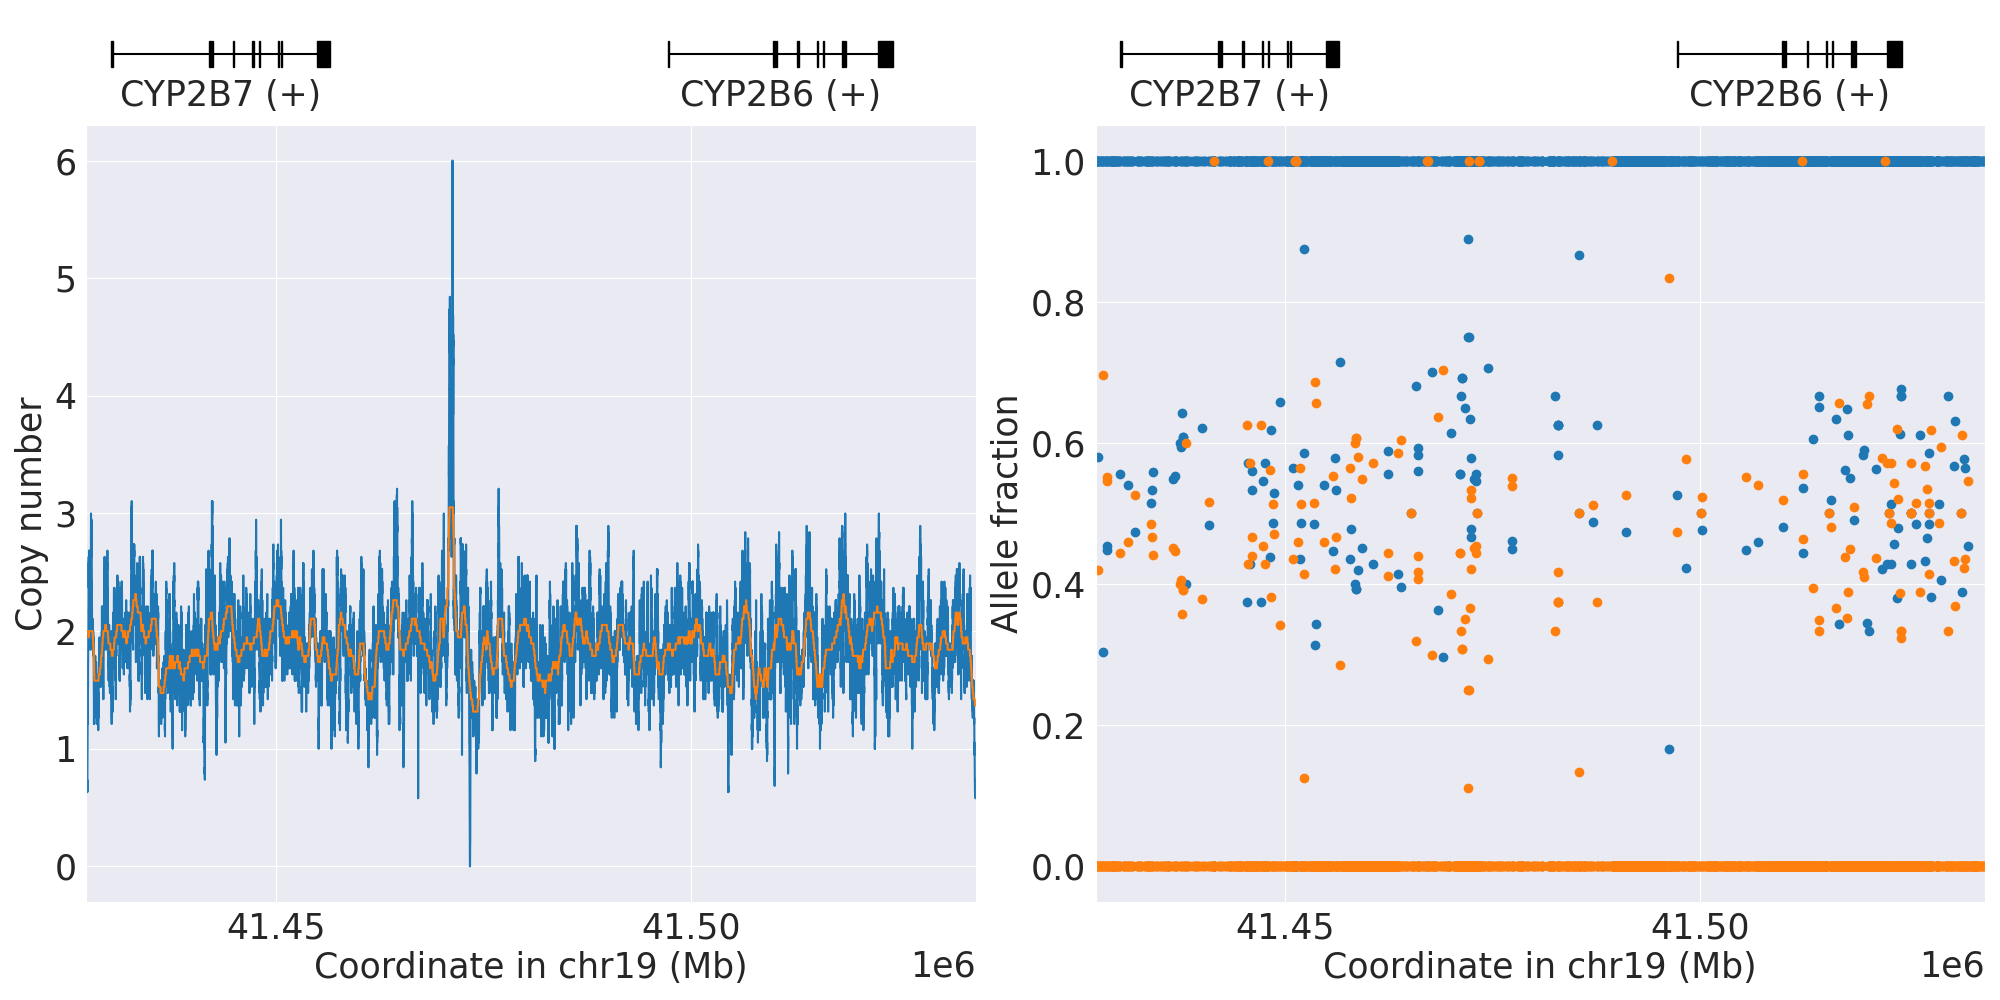 CYP2B7 (+)
CYP2B6 (+)
6
5
4
3
2
1
0
Copy number
41.45
41.50
Coordinate in chr19 (Mb)
1e6
CYP2B7 (+)
CYP2B6 (+)
1.0
0.8
0.6
0.4
0.2
0.0
Allele fraction
41.45
41.50
Coordinate in chr19 (Mb)
1e6